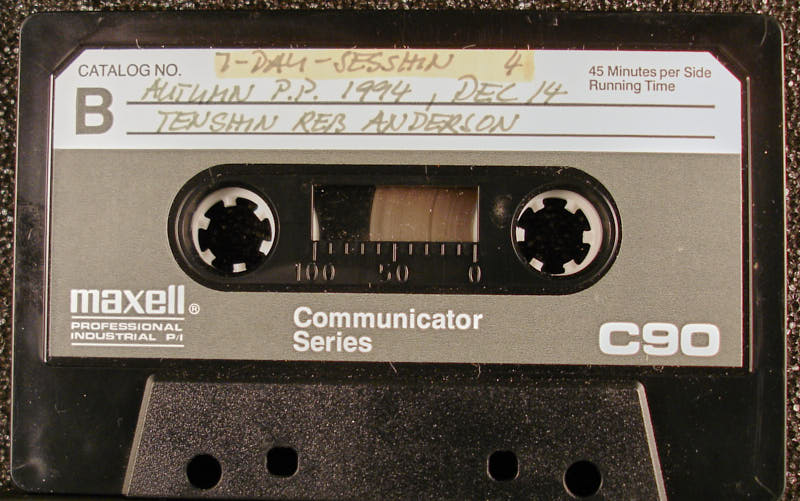 CATALOG NO. 7-DAY-SESSHIN 4
45 Minutes per Side
Running Time
B
AUTUMN P.P. 1994, DEC 14
TENSHIN REB ANDERSON
100 50 0
maxell®
PROFESSIONAL
INDUSTRIAL P/I
Communicator
Series
C90